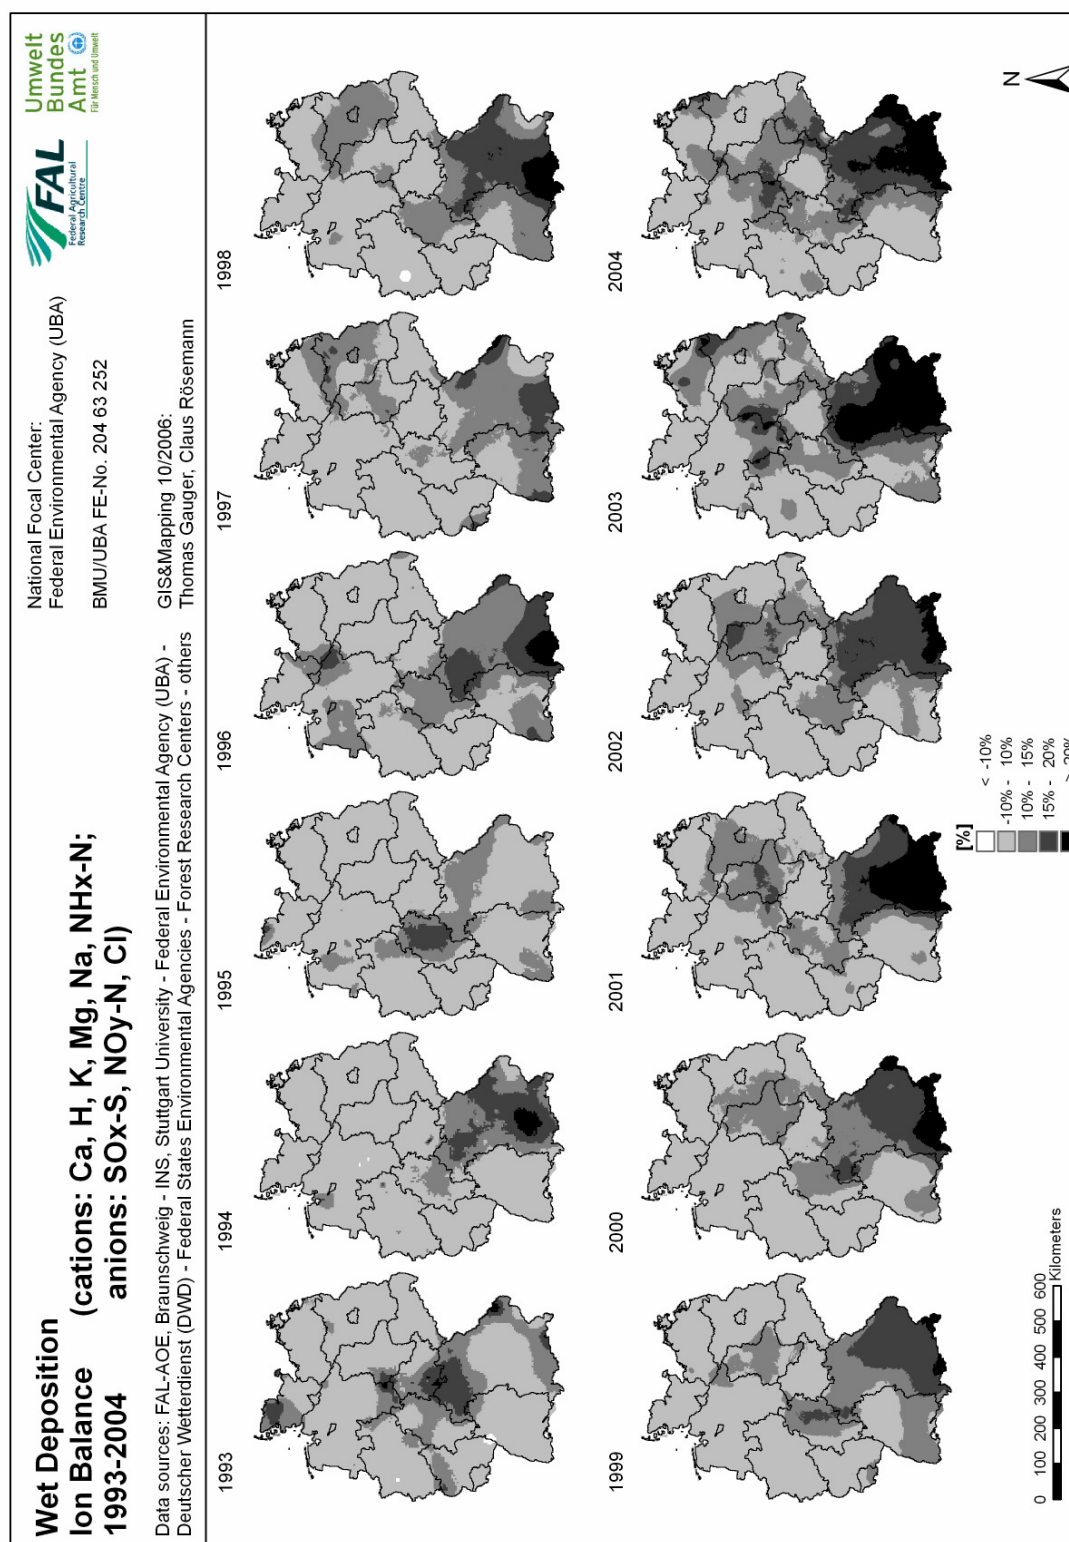 Wet Deposition
Ion Balance (cations: Ca, H, K, Mg, Na, NHx-N;
1993-2004 anions: SOx-S, NOy-N, Cl)
National Focal Center:
Federal Environmental Agency (UBA)
BMU/UBA FE-No. 204 63 252
FAL
Federal Agricultural
Research Centre
Umwelt
Bundes
Amt
Für Mensch und Umwelt
Data sources: FAL-AOE, Braunschweig - INS, Stuttgart University - Federal Environmental Agency (UBA) -
Deutscher Wetterdienst (DWD) - Federal States Environmental Agencies - Forest Research Centers - others
GIS&Mapping 10/2006:
Thomas Gauger, Claus Rösemann
1993
1994
1995
1996
1997
1998
1999
2000
2001
2002
2003
2004
0 100 200 300 400 500 600
Kilometers
[%]
< -10%
-10% - 10%
10% - 15%
15% - 20%
> 20%
N